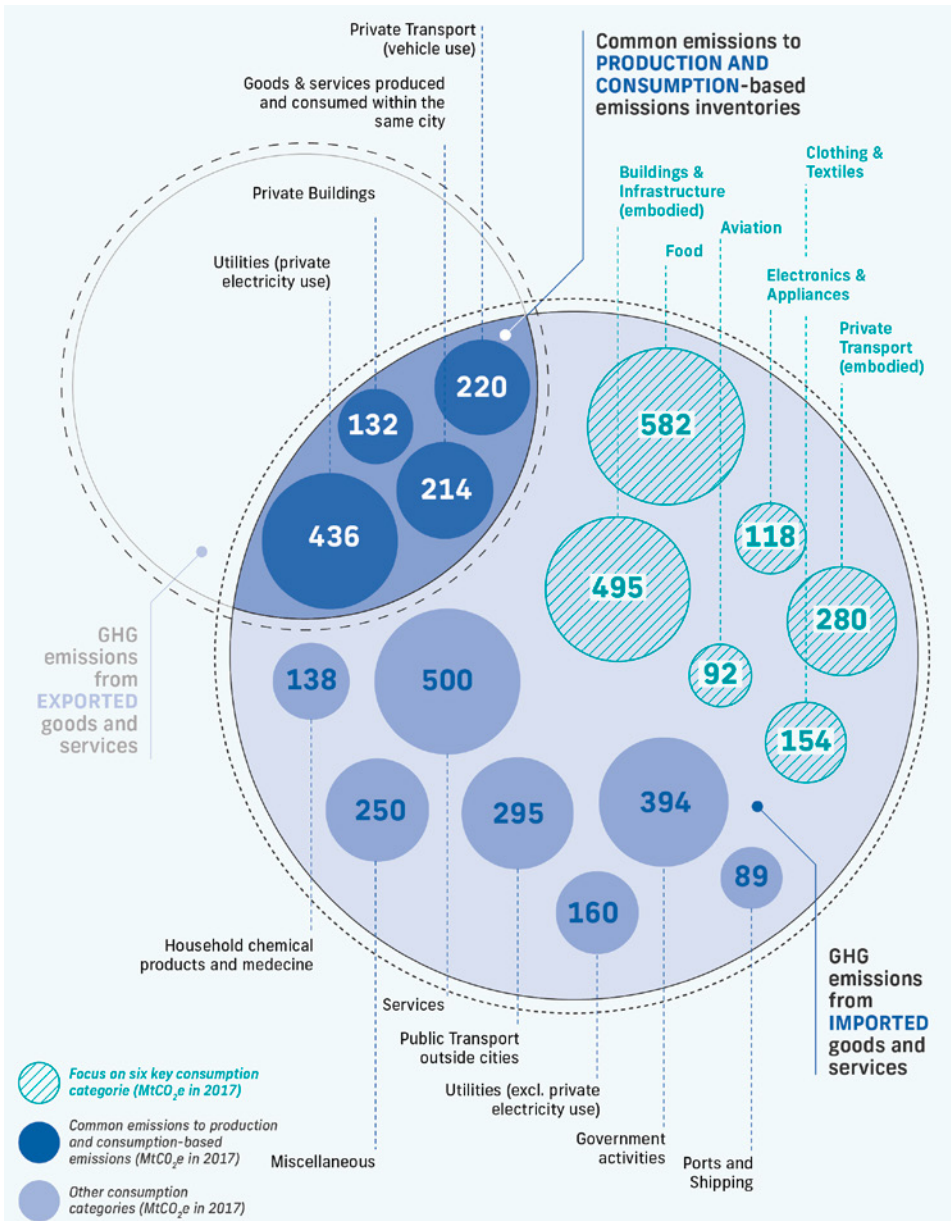 Private Transport
(vehicle use)
Goods & services produced
and consumed within the
same city
Private Buildings
Utilities (private
electricity use)
Common emissions to
PRODUCTION AND
CONSUMPTION-based
emissions inventories
Buildings &
Infrastructure
(embodied)
Food
Aviation
Clothing &
Textiles
Electronics &
Appliances
Private
Transport
(embodied)
220
132
214
436
582
118
495
280
92
154
GHG
emissions
from
EXPORTED
goods and
services
138
500
250
295
394
160
89
Household chemical
products and medecine
Services
Public Transport
outside cities
Utilities (excl. private
electricity use)
Miscellaneous
Government
activities
Ports and
Shipping
GHG
emissions
from
IMPORTED
goods and
services
Focus on six key consumption
categorie (MtCO₂e in 2017)
Common emissions to production
and consumption-based
emissions (MtCO₂e in 2017)
Other consumption
categories (MtCO₂e in 2017)